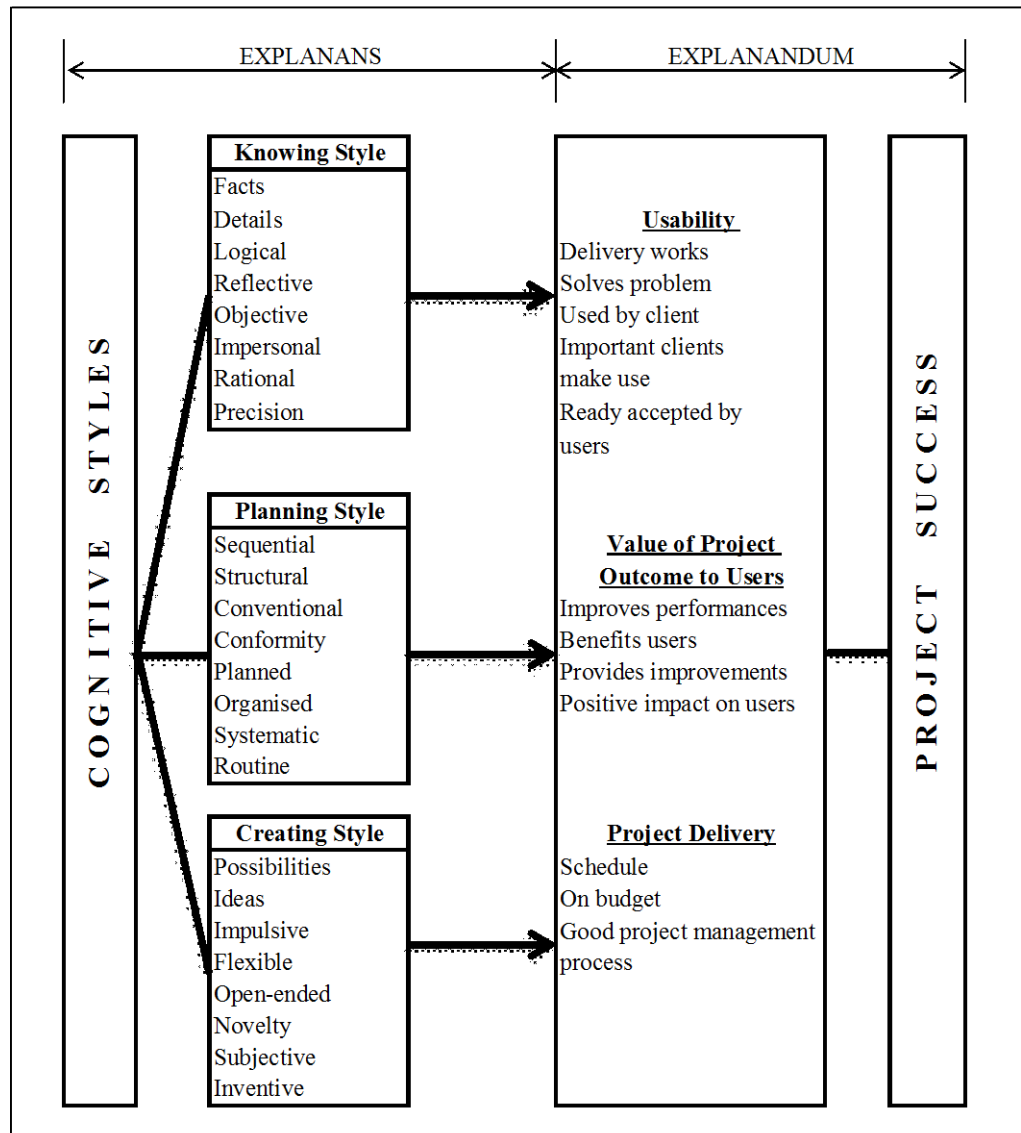 EXPLANANS
EXPLANANDUM
COGNITIVE STYLES
Knowing Style
Facts
Details
Logical
Reflective
Objective
Impersonal
Rational
Precision
Planning Style
Sequential
Structural
Conventional
Conformity
Planned
Organised
Systematic
Routine
Creating Style
Possibilities
Ideas
Impulsive
Flexible
Open-ended
Novelty
Subjective
Inventive
Usability
Delivery works
Solves problem
Used by client
Important clients
make use
Ready accepted by
users
Value of Project
Outcome to Users
Improves performances
Benefits users
Provides improvements
Positive impact on users
Project Delivery
Schedule
On budget
Good project management
process
PROJECT SUCCESS